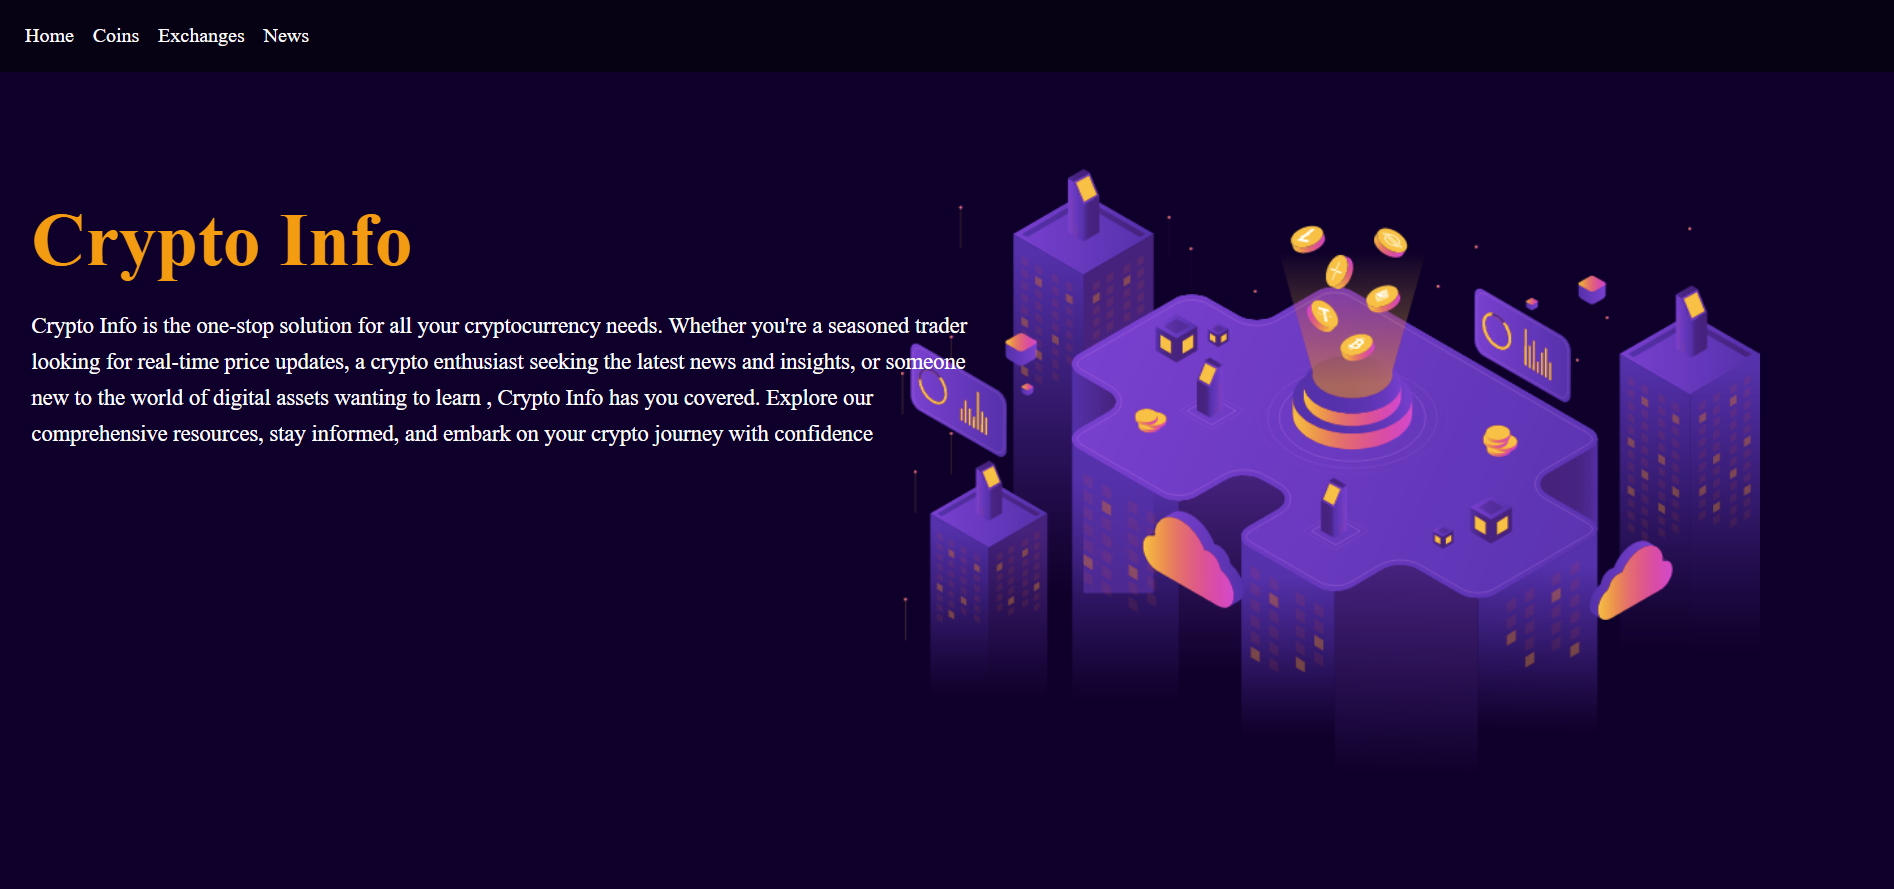 Home Coins Exchanges News
Crypto Info
Crypto Info is the one-stop solution for all your cryptocurrency needs. Whether you're a seasoned trader
looking for real-time price updates, a crypto enthusiast seeking the latest news and insights, or someone
new to the world of digital assets wanting to learn , Crypto Info has you covered. Explore our
comprehensive resources, stay informed, and embark on your crypto journey with confidence